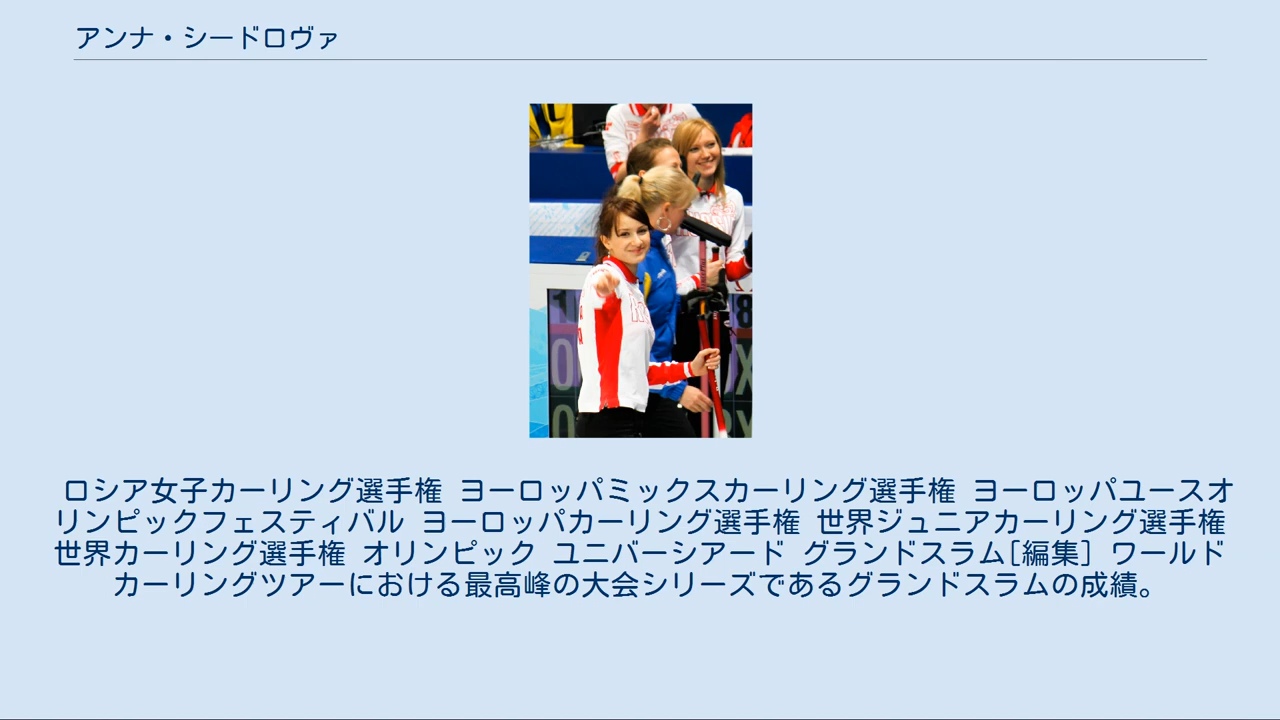 アンナ・シードロヴァ
ロシア女子カーリング選手権 ヨーロッパミックスカーリング選手権 ヨーロッパユースオ
リンピックフェスティバル ヨーロッパカーリング選手権 世界ジュニアカーリング選手権
世界カーリング選手権 オリンピック ユニバーシアード グランドスラム[編集] ワールド
カーリングツアーにおける最高峰の大会シリーズであるグランドスラムの成績。